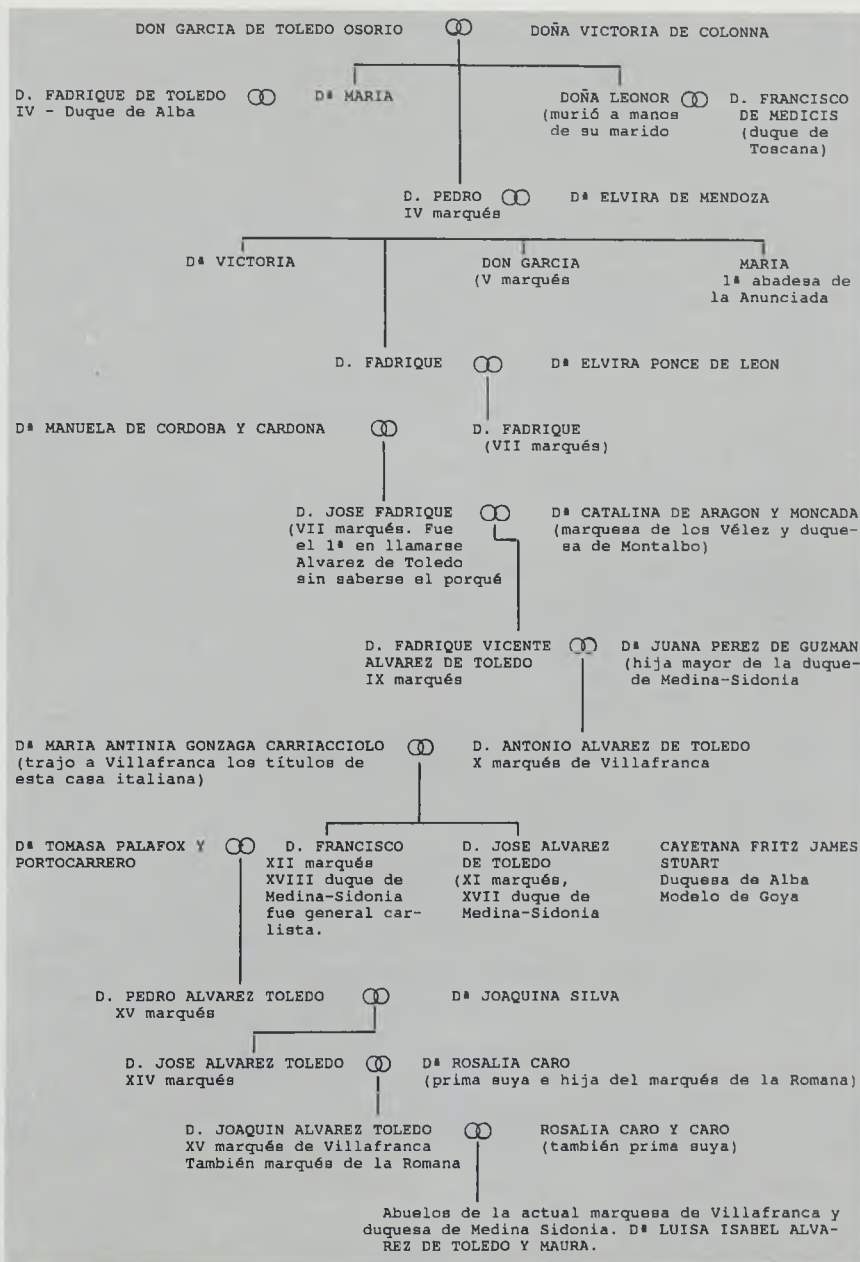 DON GARCIA DE TOLEDO OSORIO
DOÑA VICTORIA DE COLONNA
D. FADRIQUE DE TOLEDO
IV - Duque de Alba
Dª MARIA
DOÑA LEONOR
(murió a manos
de su marido
D. FRANCISCO
DE MEDICIS
(duque de
Toscana)
D. PEDRO
IV marqués
Dª ELVIRA DE MENDOZA
Dª VICTORIA
DON GARCIA
(V marqués
MARIA
1ª abadesa de
la Anunciada
D. FADRIQUE
Dª ELVIRA PONCE DE LEON
Dª MANUELA DE CORDOBA Y CARDONA
D. FADRIQUE
(VII marqués)
D. JOSE FADRIQUE
(VII marqués. Fue
el 1ª en llamarse
Alvarez de Toledo
sin saberse el porqué
Dª CATALINA DE ARAGON Y MONCADA
(marquesa de los Vélez y duque-
sa de Montalbo)
D. FADRIQUE VICENTE
ALVAREZ DE TOLEDO
IX marqués
Dª JUANA PEREZ DE GUZMAN
(hija mayor de la duque-
de Medina-Sidonia
Dª MARIA ANTINIA GONZAGA CARRIACCIOLO
(trajo a Villafranca los títulos de
esta casa italiana)
D. ANTONIO ALVAREZ DE TOLEDO
X marqués de Villafranca
Dª TOMASA PALAFOX Y
PORTOCARRERO
D. FRANCISCO
XII marqués
XVIII duque de
Medina-Sidonia
fue general car-
lista.
D. JOSE ALVAREZ
DE TOLEDO
(XI marqués,
XVII duque de
Medina-Sidonia
CAYETANA FRITZ JAMES
STUART
Duquesa de Alba
Modelo de Goya
D. PEDRO ALVAREZ TOLEDO
XV marqués
Dª JOAQUINA SILVA
D. JOSE ALVAREZ TOLEDO
XIV marqués
Dª ROSALIA CARO
(prima suya e hija del marqués de la Romana)
D. JOAQUIN ALVAREZ TOLEDO
XV marqués de Villafranca
También marqués de la Romana
ROSALIA CARO Y CARO
(también prima suya)
Abuelos de la actual marquesa de Villafranca y
duquesa de Medina Sidonia. Dª LUISA ISABEL ALVA-
REZ DE TOLEDO Y MAURA.